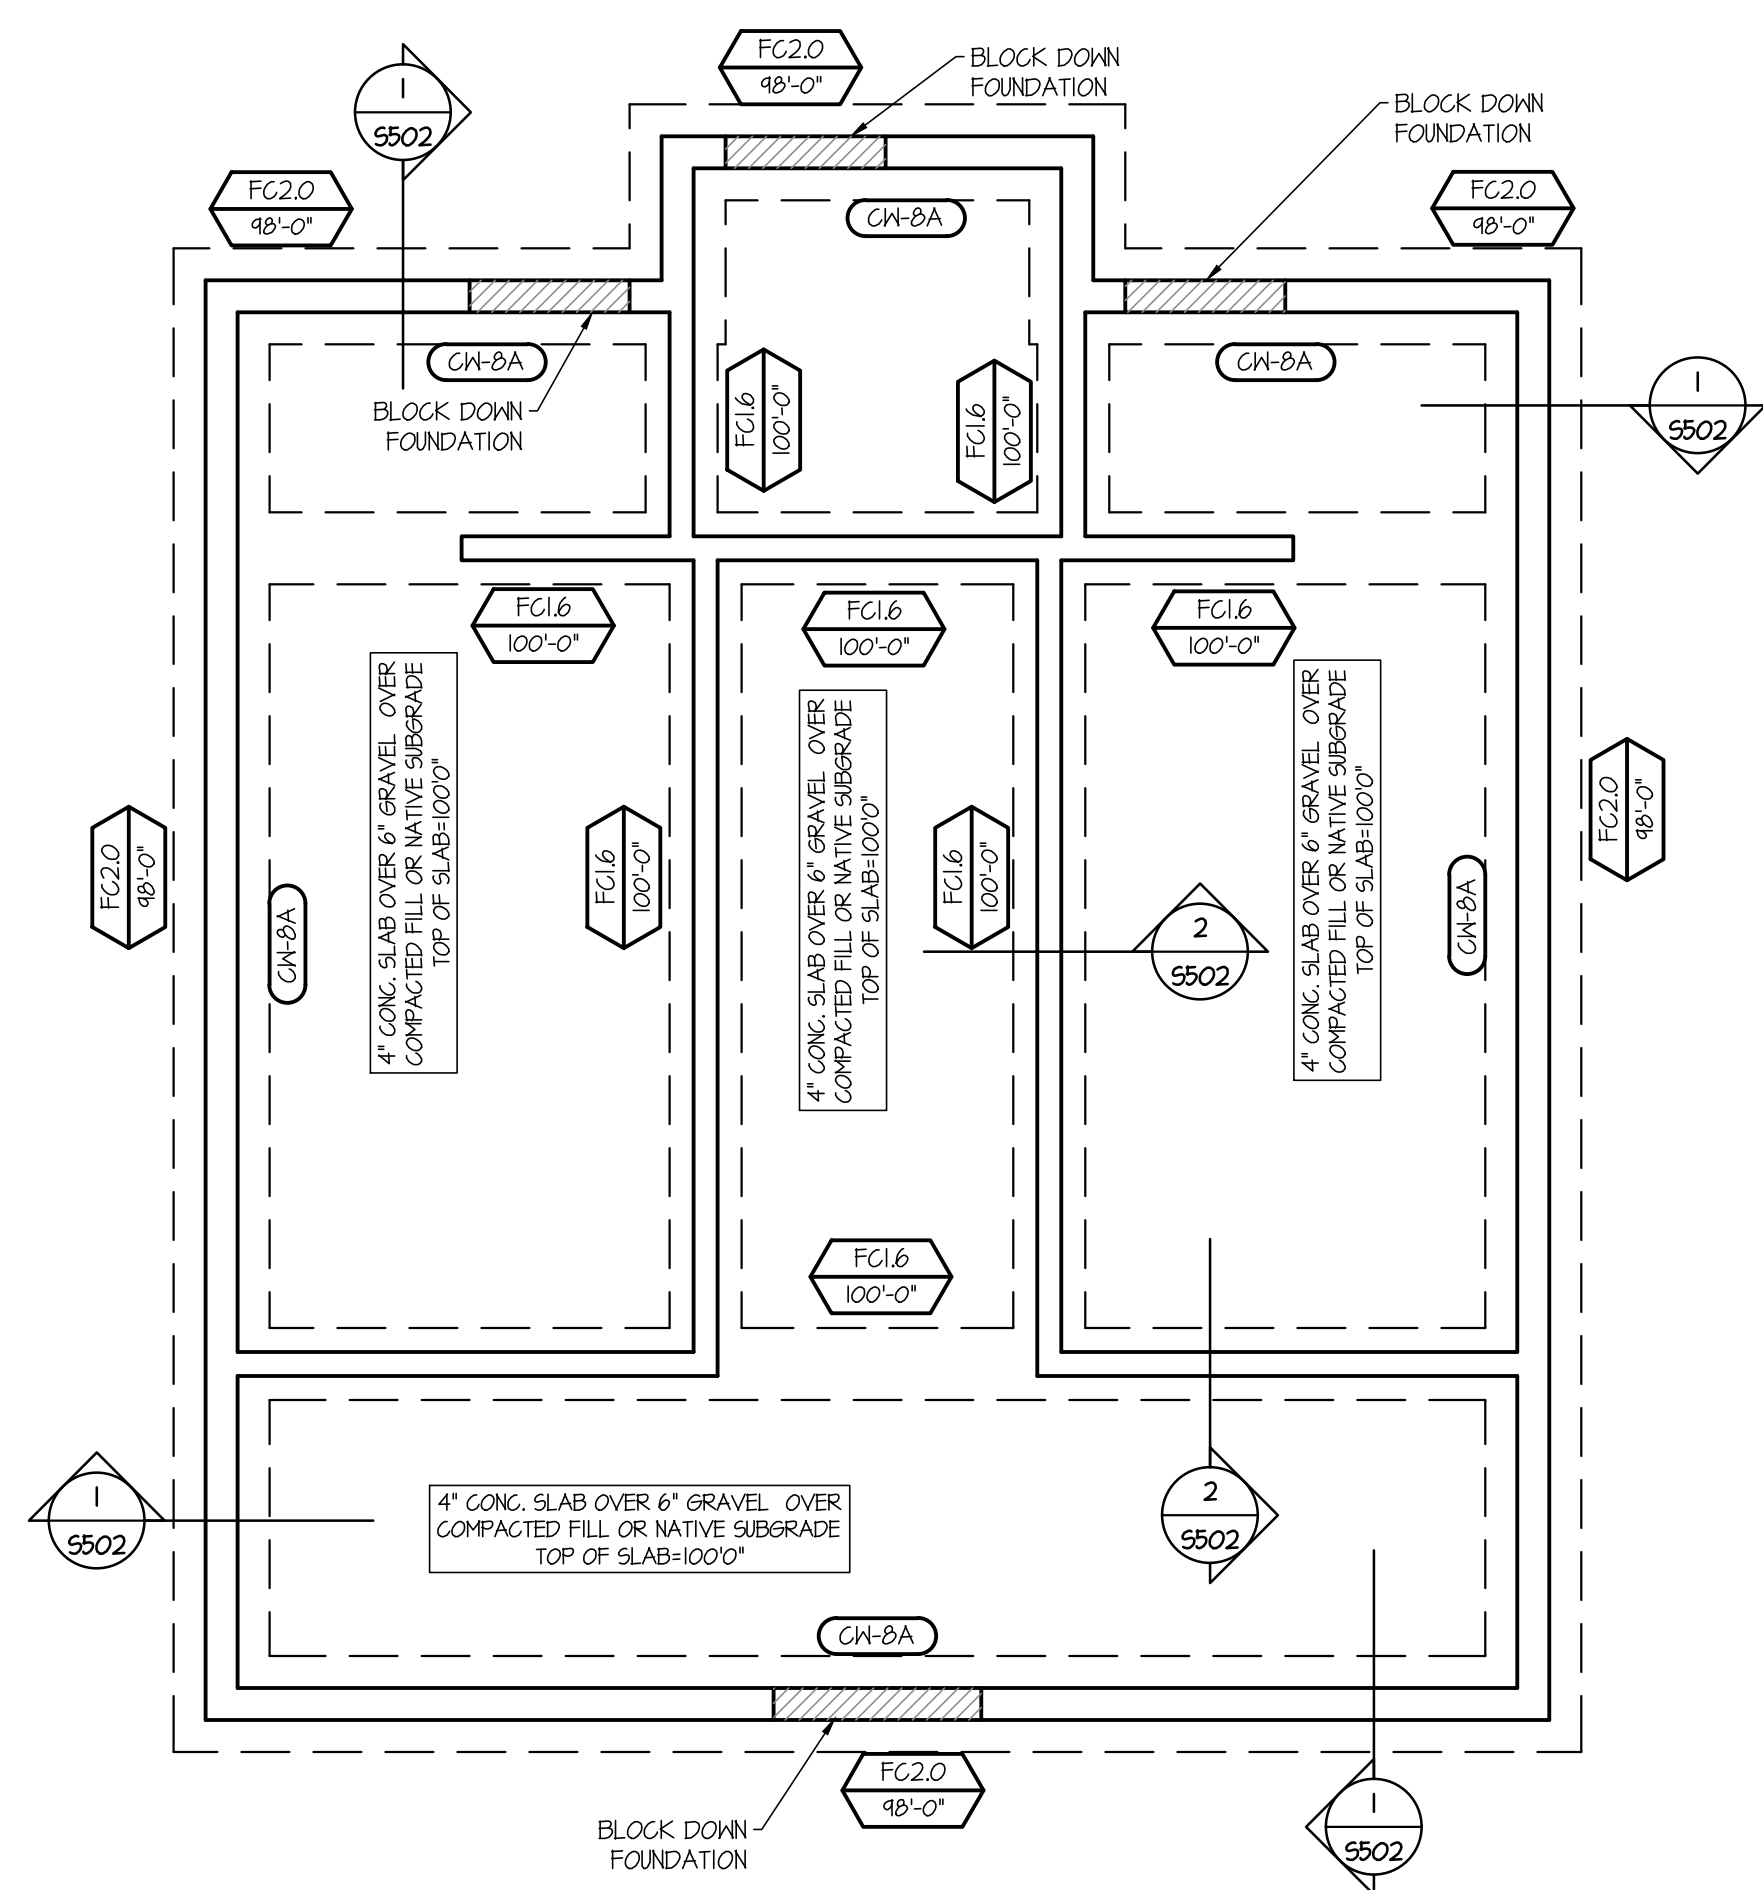 FC2.0
98'-0"
BLOCK DOWN
FOUNDATION
1
S502
BLOCK DOWN
FOUNDATION
FC2.0
98'-0"
FC2.0
98'-0"
CW-8A
CW-8A
CW-8A
BLOCK DOWN
FOUNDATION
FC1.6
100'-0"
FC1.6
100'-0"
1
S502
FC1.6
100'-0"
FC1.6
100'-0"
FC1.6
100'-0"
4" CONC. SLAB OVER 6" GRAVEL OVER
COMPACTED FILL OR NATIVE SUBGRADE
TOP OF SLAB=100'0"
4" CONC. SLAB OVER 6" GRAVEL OVER
COMPACTED FILL OR NATIVE SUBGRADE
TOP OF SLAB=100'0"
4" CONC. SLAB OVER 6" GRAVEL OVER
COMPACTED FILL OR NATIVE SUBGRADE
TOP OF SLAB=100'0"
FC2.0
98'-0"
FC2.0
98'-0"
CW-8A
FC1.6
100'-0"
FC1.6
100'-0"
CW-8A
2
S502
FC1.6
100'-0"
1
S502
4" CONC. SLAB OVER 6" GRAVEL OVER
COMPACTED FILL OR NATIVE SUBGRADE
TOP OF SLAB=100'0"
2
S502
CW-8A
FC2.0
98'-0"
BLOCK DOWN
FOUNDATION
1
S502